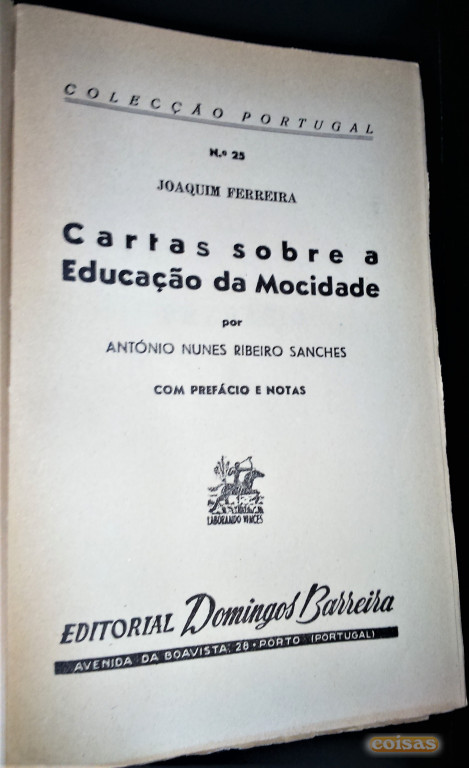 COLECÇÃO PORTUGAL
N.º 25
JOAQUIM FERREIRA
Cartas sobre a
Educação da Mocidade
por
ANTÓNIO NUNES RIBEIRO SANCHES
COM PREFÁCIO E NOTAS
LABORANDO VINCES
EDITORIAL Domingos Barreira
AVENIDA DA BOAVISTA, 28 • PORTO (PORTUGAL)
coisas